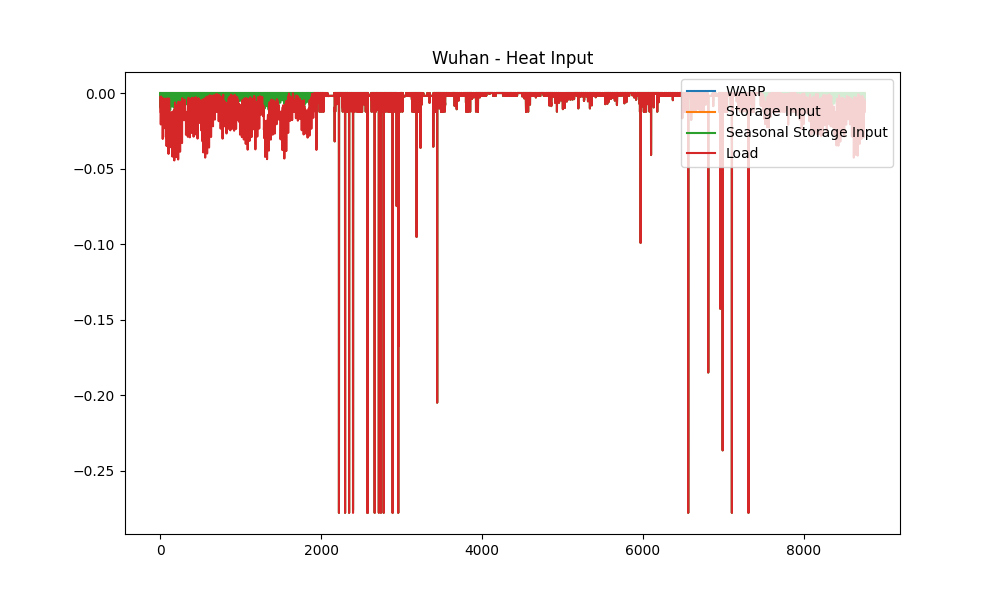 Wuhan - Heat Input
0.00
−0.05
−0.10
−0.15
−0.20
−0.25
WARP
Storage Input
Seasonal Storage Input
Load
0
2000
4000
6000
8000